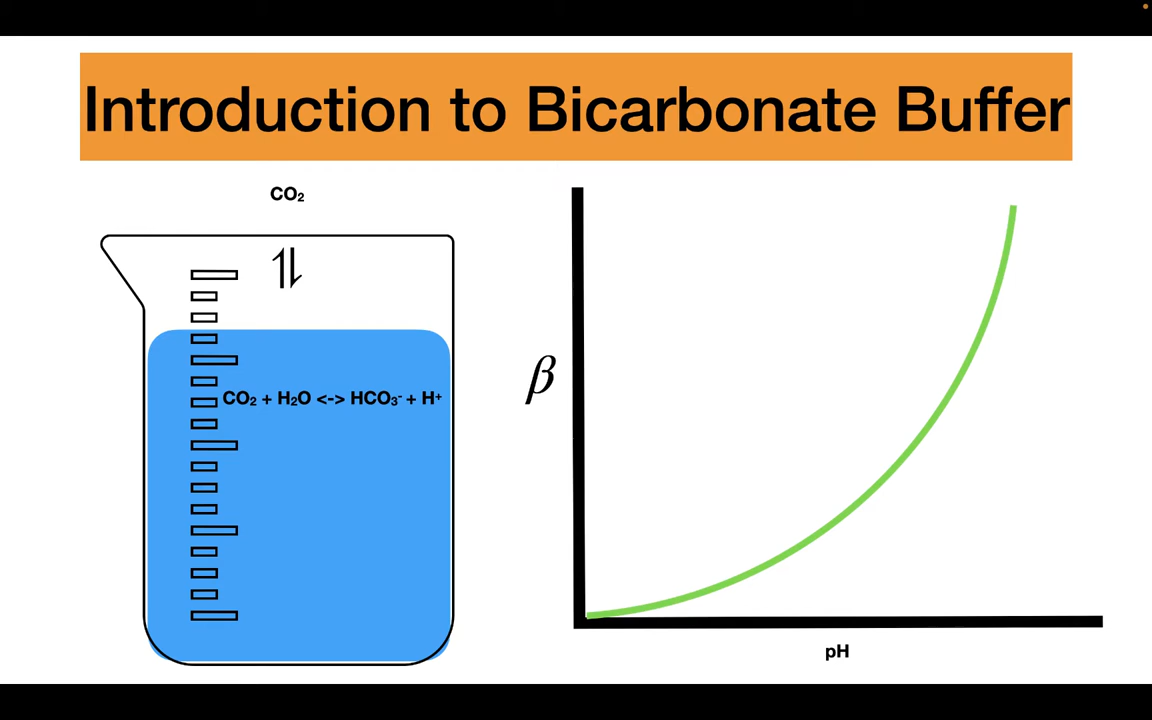 Introduction to Bicarbonate Buffer
CO₂
⇅
CO₂ + H₂O <-> HCO₃⁻ + H⁺
β
pH